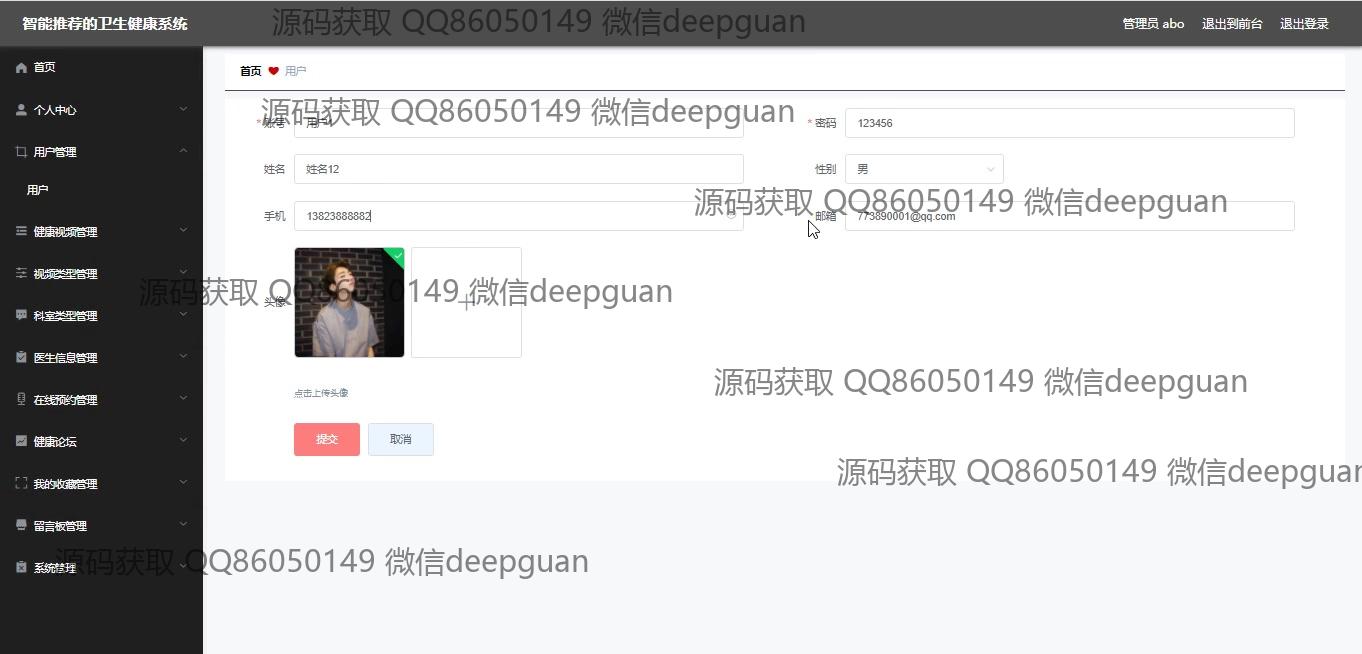 智能推荐的卫生健康系统
源码获取 QQ86050149 微信deepguan
管理员 abo
退出到前台
退出登录
首页
个人中心
用户管理
用户
健康视频管理
视频类型管理
科室类型管理
医生信息管理
在线预约管理
健康论坛
我的收藏管理
留言板管理
系统管理
首页 用户
源码获取 QQ86050149 微信deepguan
* 账号
用户1
* 密码
123456
姓名
姓名12
性别
男
源码获取 QQ86050149 微信deepguan
手机
13823888882
邮箱
773890001@qq.com
源码获取 QQ86050149 微信deepguan
头像
源码获取 QQ86050149 微信deepguan
点击上传头像
提交
取消
源码获取 QQ86050149 微信deepguan
源码获取 QQ86050149 微信deepguan